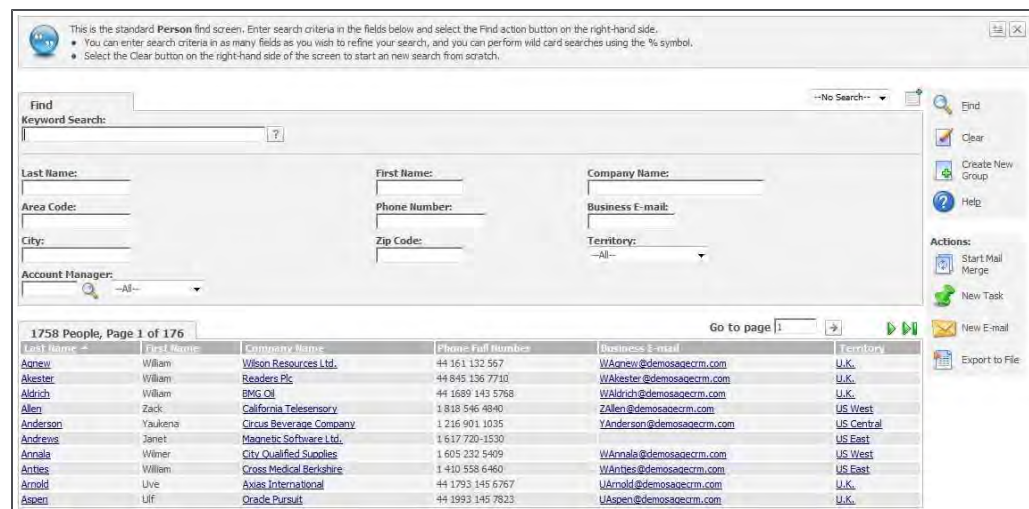 This is the standard Person find screen. Enter search criteria in the fields below and select the Find action button on the right-hand side.
• You can enter search criteria in as many fields as you wish to refine your search, and you can perform wild card searches using the % symbol.
• Select the Clear button on the right-hand side of the screen to start an new search from scratch.
--No Search--
Find
Keyword Search:
?
Last Name: First Name: Company Name:
Area Code: Phone Number: Business E-mail:
City: Zip Code: Territory:
--All--
Account Manager:
--All--
Find
Clear
Create New
Group
Help
Actions:
Start Mail
Merge
New Task
New E-mail
Export to File
1758 People, Page 1 of 176 Go to page 1
Last Name First Name Company Name Phone Full Number Business E-mail Territory
Agnew William Wilson Resources Ltd. 44 161 132 567 WAgnew@demosagecrm.com U.K.
Akester William Readers Plc 44 845 136 7710 WAkester@demosagecrm.com U.K.
Aldrich William BMG Oil 44 1689 143 5768 WAldrich@demosagecrm.com U.K.
Allen Zack California Telesensory 1 818 546 4840 ZAllen@demosagecrm.com US West
Anderson Yaukena Circus Beverage Company 1 216 901 1035 YAnderson@demosagecrm.com US Central
Andrews Janet Magnetic Software Ltd. 1 617 720-1530 US East
Annala Wilmer City Qualified Supplies 1 605 232 5409 WAnnala@demosagecrm.com US West
Anties William Cross Medical Berkshire 1 410 558 6460 WAnties@demosagecrm.com US East
Arnold Uve Axias International 44 1793 145 6767 UArnold@demosagecrm.com U.K.
Aspen Ulf Oracle Pursuit 44 1993 145 7823 UAspen@demosagecrm.com U.K.